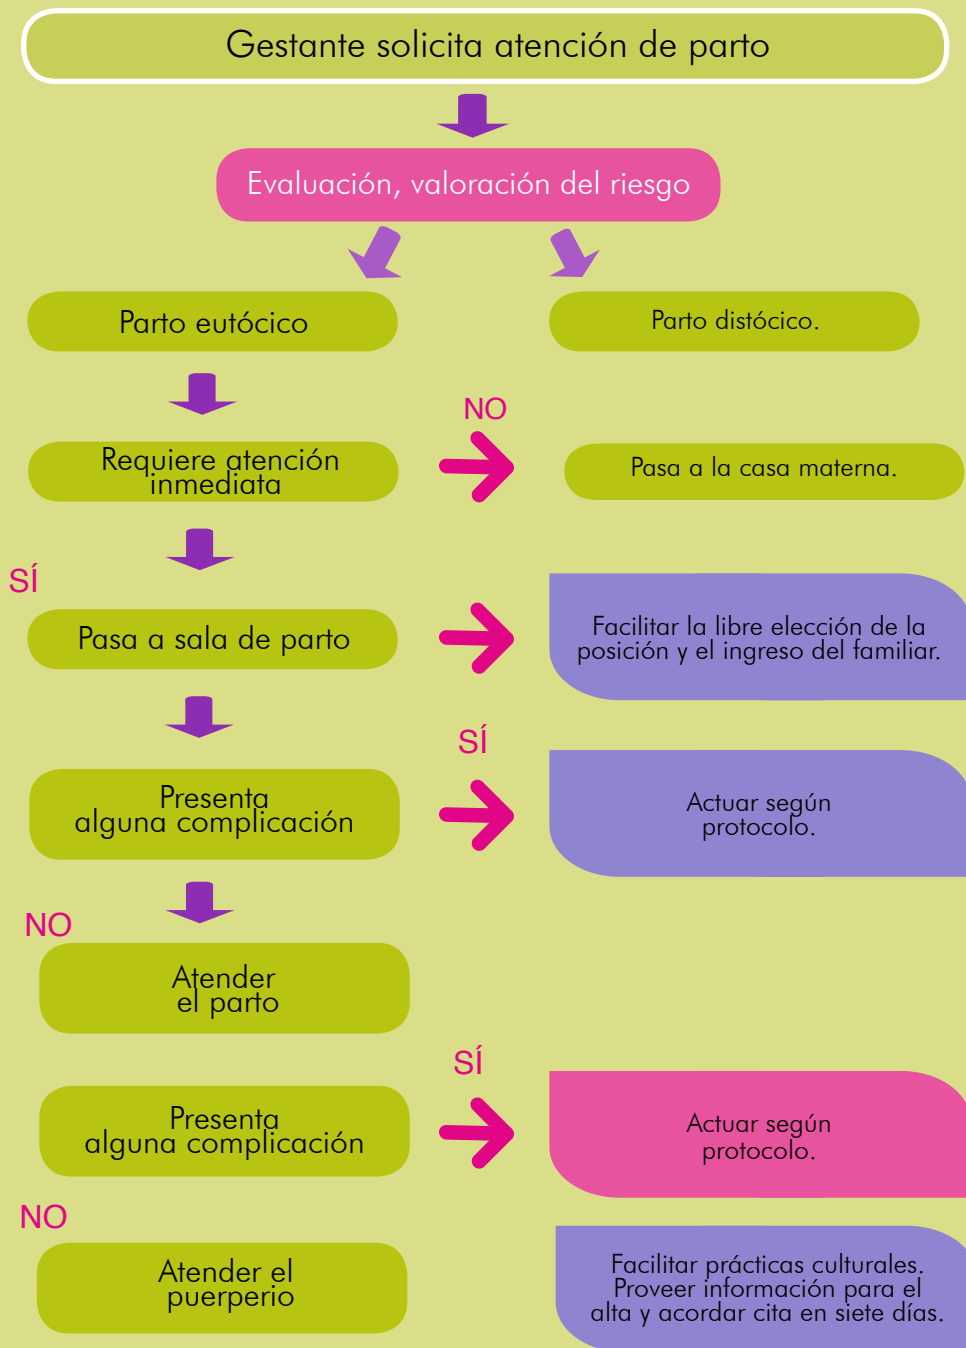 Gestante solicita atención de parto
Evaluación, valoración del riesgo
Parto eutócico
Parto distócico.
NO
Requiere atención
inmediata
Pasa a la casa materna.
SÍ
Pasa a sala de parto
Facilitar la libre elección de la
posición y el ingreso del familiar.
SÍ
Presenta
alguna complicación
Actuar según
protocolo.
NO
Atender
el parto
SÍ
Presenta
alguna complicación
Actuar según
protocolo.
NO
Atender el
puerperio
Facilitar prácticas culturales.
Proveer información para el
alta y acordar cita en siete días.